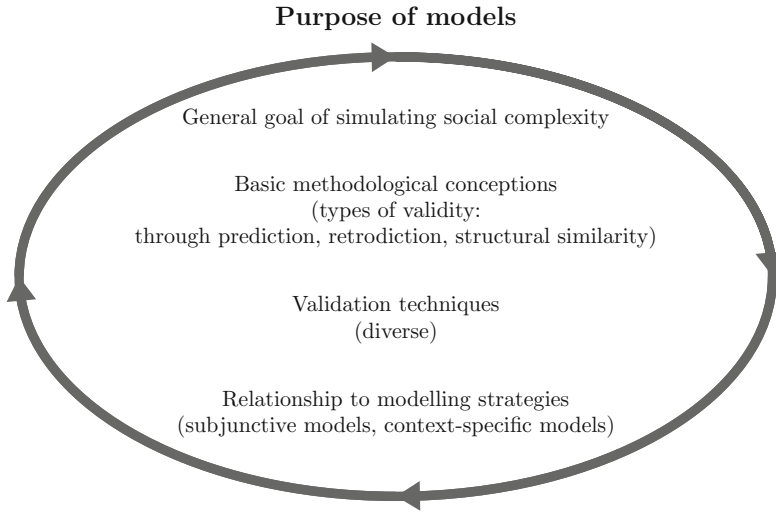 Purpose of models
General goal of simulating social complexity
Basic methodological conceptions
(types of validity:
through prediction, retrodiction, structural similarity)
Validation techniques
(diverse)
Relationship to modelling strategies
(subjunctive models, context-specific models)